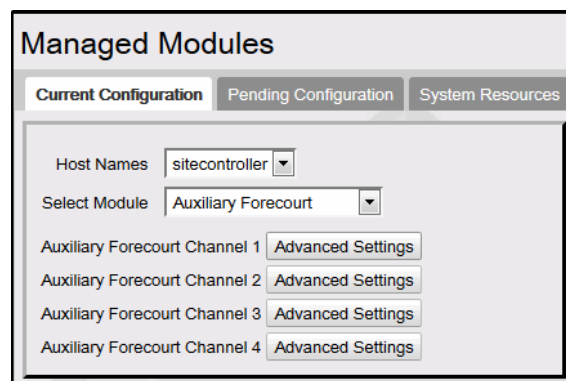 Managed Modules
Current Configuration Pending Configuration System Resources
Host Names sitecontroller
Select Module Auxiliary Forecourt
Auxiliary Forecourt Channel 1 Advanced Settings
Auxiliary Forecourt Channel 2 Advanced Settings
Auxiliary Forecourt Channel 3 Advanced Settings
Auxiliary Forecourt Channel 4 Advanced Settings